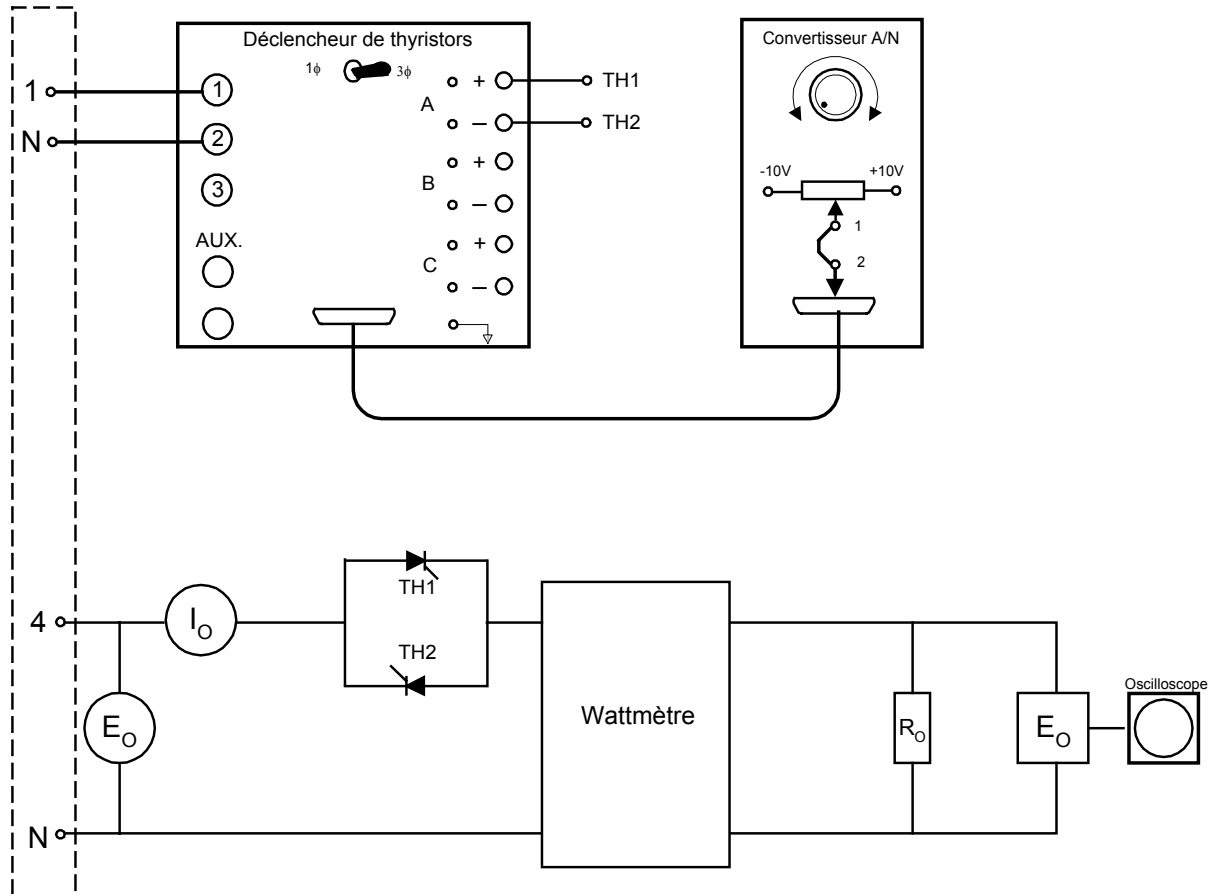 Déclencheur de thyristors
1ϕ 3ϕ
1 1
N 2
3
AUX.
A + TH1
– TH2
B +
–
C +
–
Convertisseur A/N
-10V +10V
1
2
4
I_O
E_O
N
TH1
TH2
Wattmètre
R_O
E_O
Oscilloscope